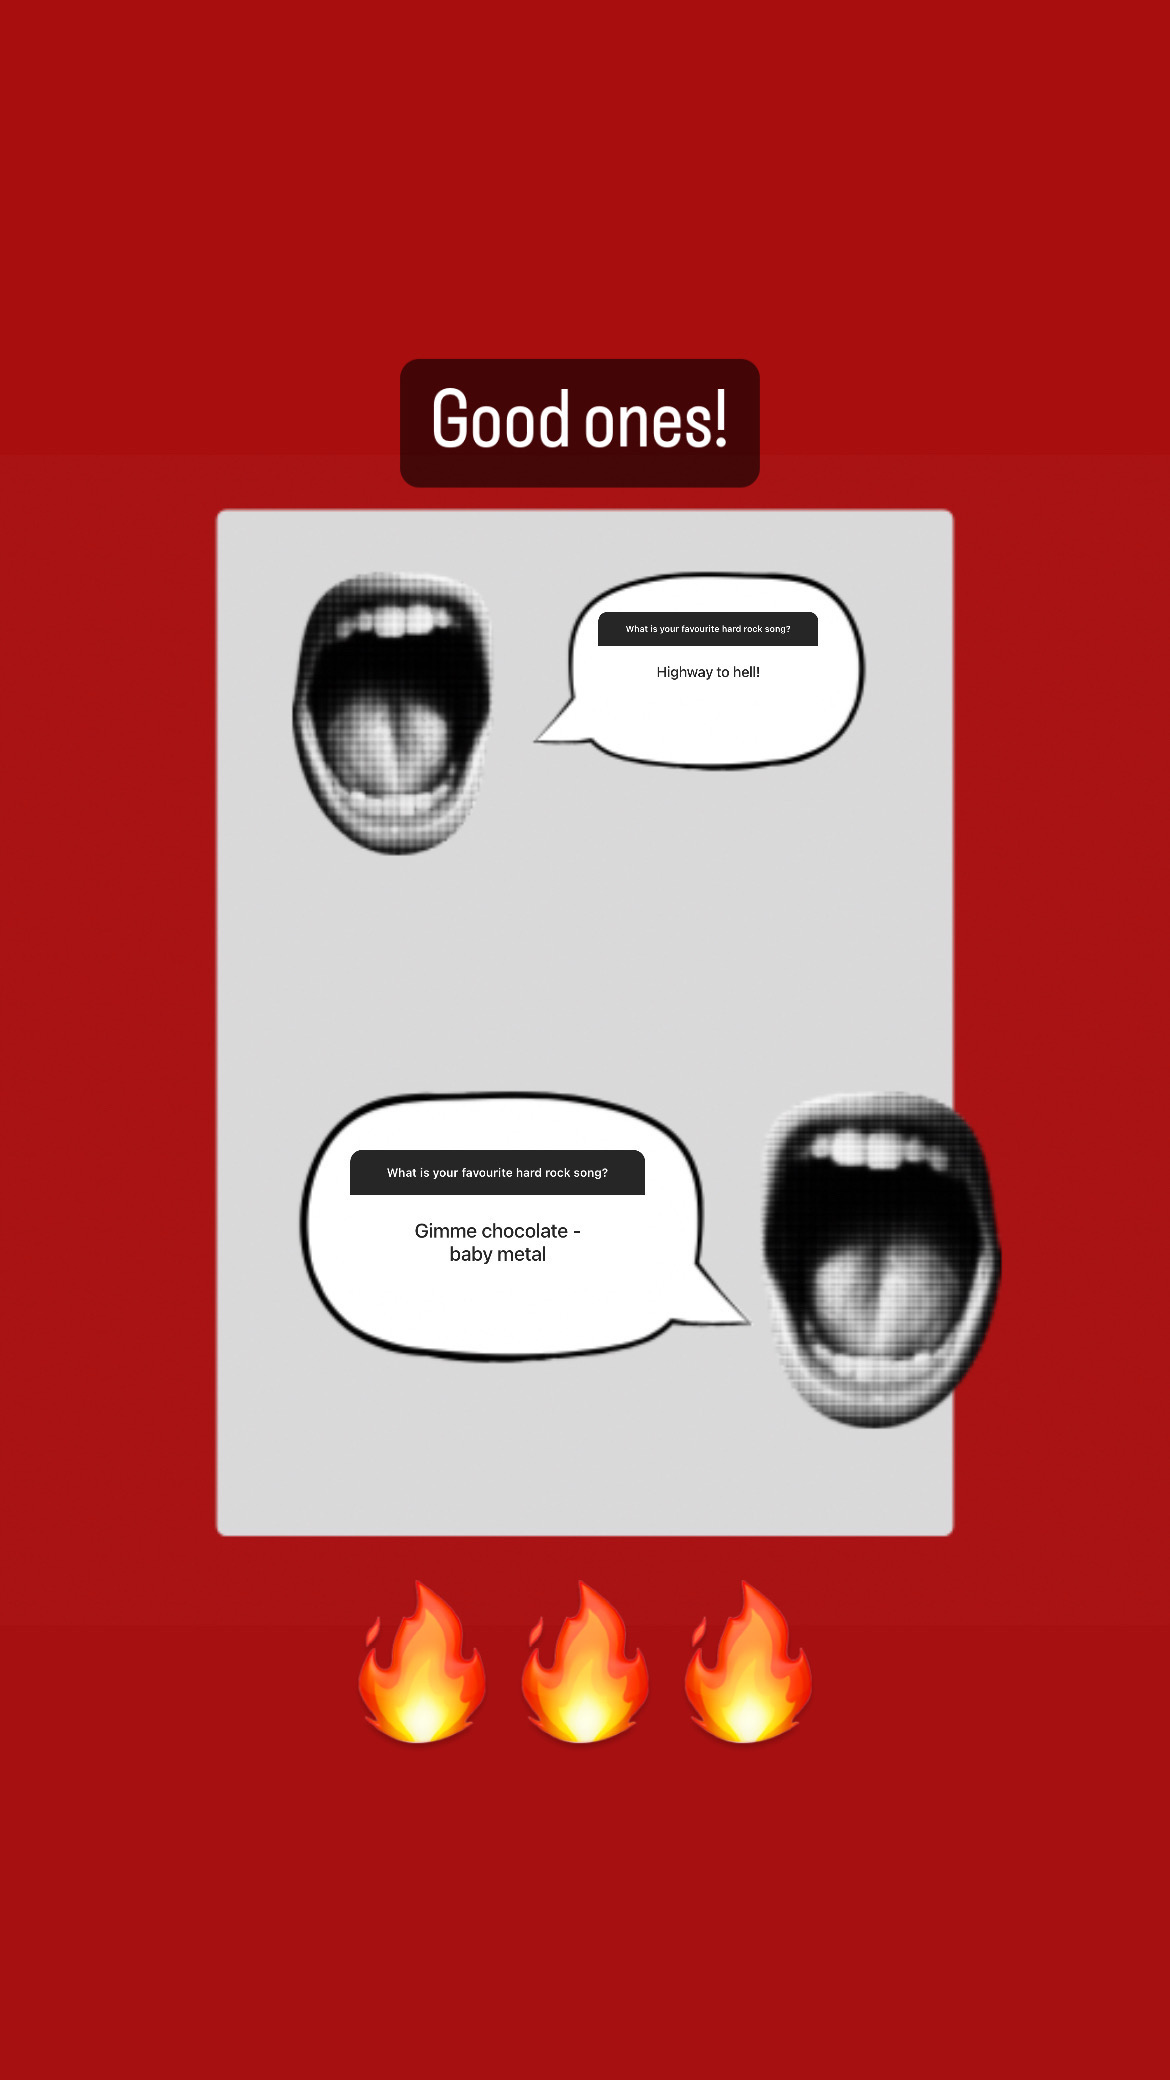 Good ones!
What is your favourite hard rock song?
Highway to hell!
What is your favourite hard rock song?
Gimme chocolate -
baby metal